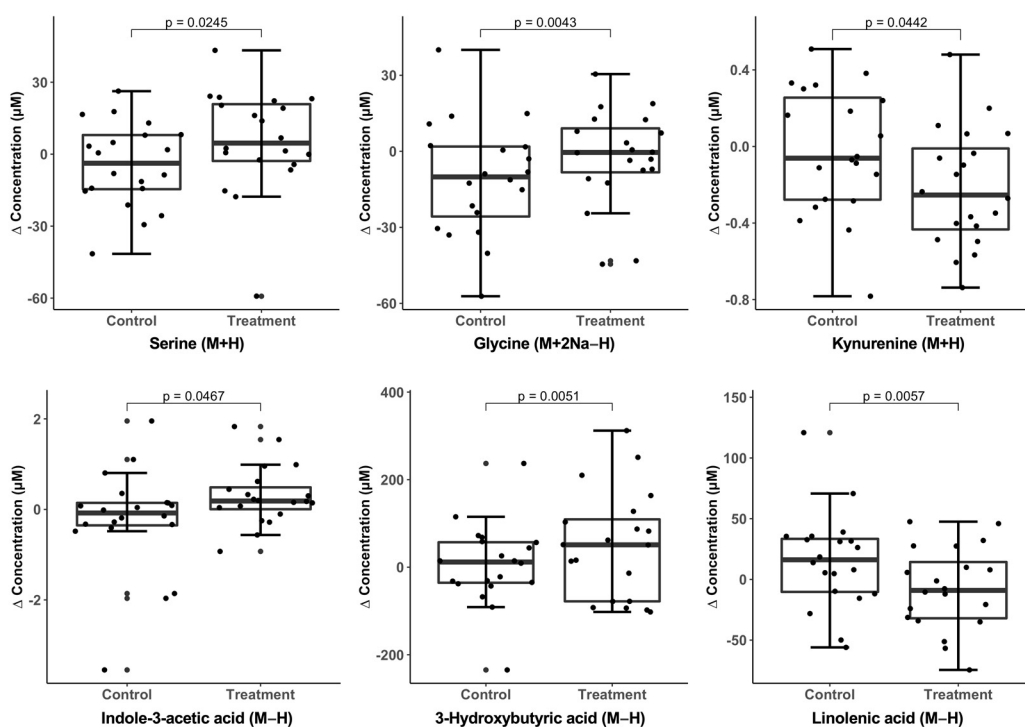 p = 0.0245
Δ Concentration (µM)
30
0
-30
-60
Control Treatment
Serine (M+H)
p = 0.0043
Δ Concentration (µM)
30
0
-30
-60
Control Treatment
Glycine (M+2Na–H)
p = 0.0442
Δ Concentration (µM)
0.4
0.0
-0.4
-0.8
Control Treatment
Kynurenine (M+H)
p = 0.0467
Δ Concentration (µM)
2
0
-2
Control Treatment
Indole-3-acetic acid (M–H)
p = 0.0051
Δ Concentration (µM)
400
200
0
-200
Control Treatment
3-Hydroxybutyric acid (M–H)
p = 0.0057
Δ Concentration (µM)
150
100
50
0
-50
Control Treatment
Linolenic acid (M–H)